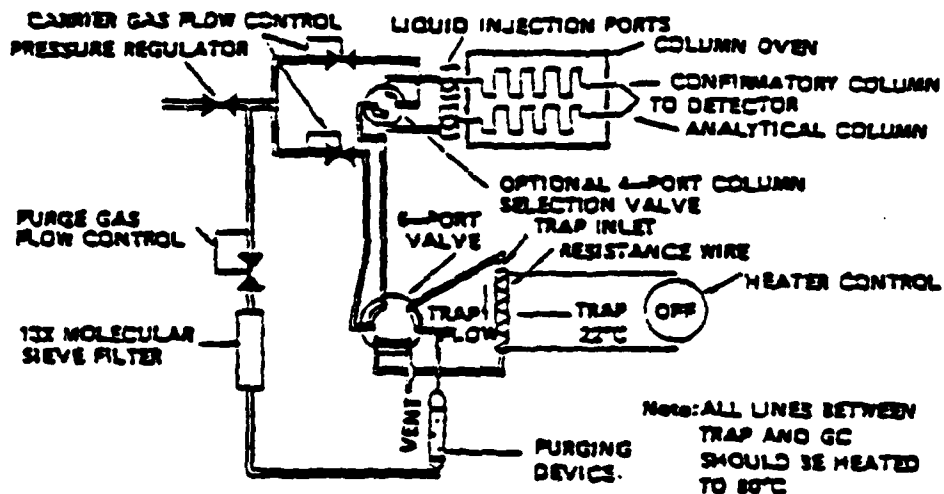 CARRIER GAS FLOW CONTROL
PRESSURE REGULATOR
LIQUID INJECTION PORTS
COLUMN OVEN
CONFIRMATORY COLUMN
TO DETECTOR
ANALYTICAL COLUMN
OPTIONAL 4-PORT COLUMN
SELECTION VALVE
PURGE GAS
FLOW CONTROL
6-PORT
VALVE
TRAP INLET
RESISTANCE WIRE
HEATER CONTROL
OFF
TRAP
FLOW
TRAP
22°C
13X MOLECULAR
SIEVE FILTER
VENT
PURGING
DEVICE.
Note: ALL LINES BETWEEN
TRAP AND GC
SHOULD BE HEATED
TO 80°C